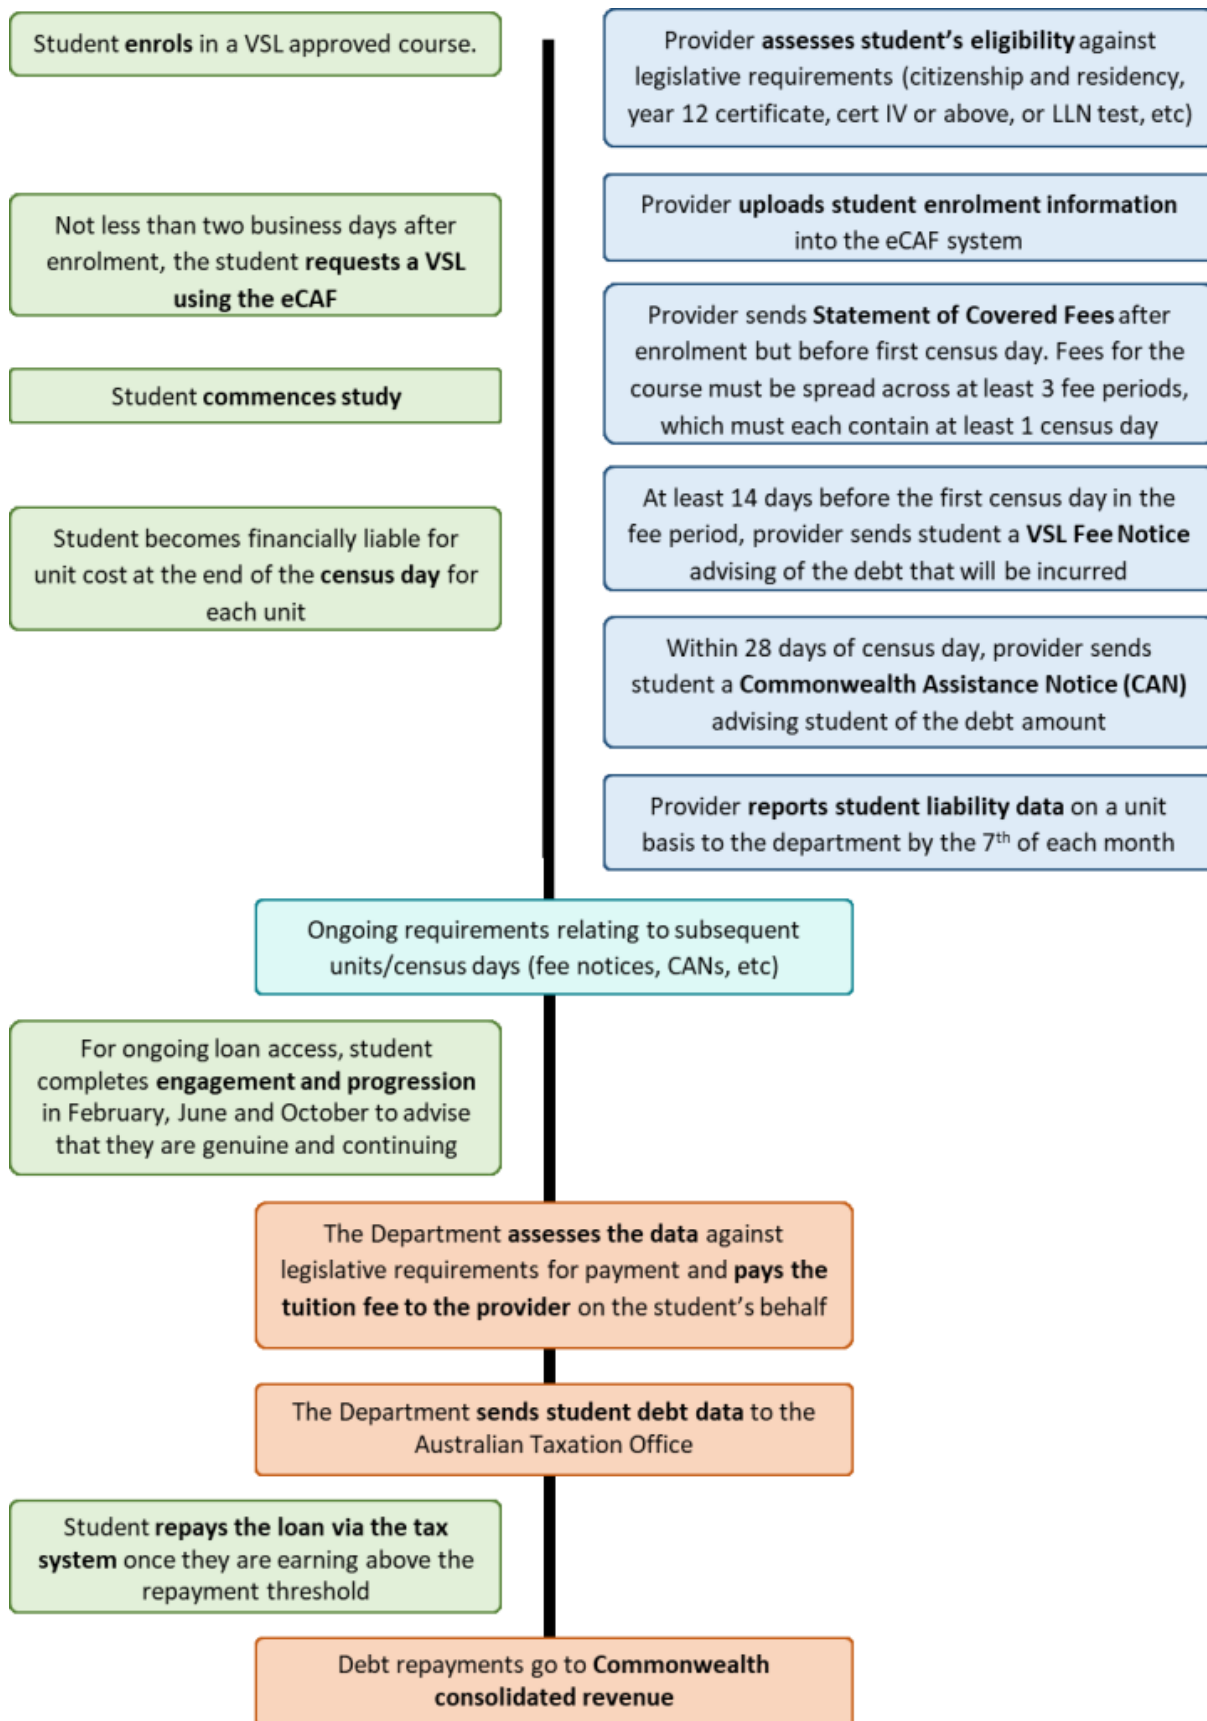 Student enrols in a VSL approved course.
Provider assesses student's eligibility against
legislative requirements (citizenship and residency,
year 12 certificate, cert IV or above, or LLN test, etc)
Not less than two business days after
enrolment, the student requests a VSL
using the eCAF
Provider uploads student enrolment information
into the eCAF system
Provider sends Statement of Covered Fees after
enrolment but before first census day. Fees for the
course must be spread across at least 3 fee periods,
which must each contain at least 1 census day
Student commences study
At least 14 days before the first census day in the
fee period, provider sends student a VSL Fee Notice
advising of the debt that will be incurred
Student becomes financially liable for
unit cost at the end of the census day for
each unit
Within 28 days of census day, provider sends
student a Commonwealth Assistance Notice (CAN)
advising student of the debt amount
Provider reports student liability data on a unit
basis to the department by the 7th of each month
Ongoing requirements relating to subsequent
units/census days (fee notices, CANs, etc)
For ongoing loan access, student
completes engagement and progression
in February, June and October to advise
that they are genuine and continuing
The Department assesses the data against
legislative requirements for payment and pays the
tuition fee to the provider on the student's behalf
The Department sends student debt data to the
Australian Taxation Office
Student repays the loan via the tax
system once they are earning above the
repayment threshold
Debt repayments go to Commonwealth
consolidated revenue